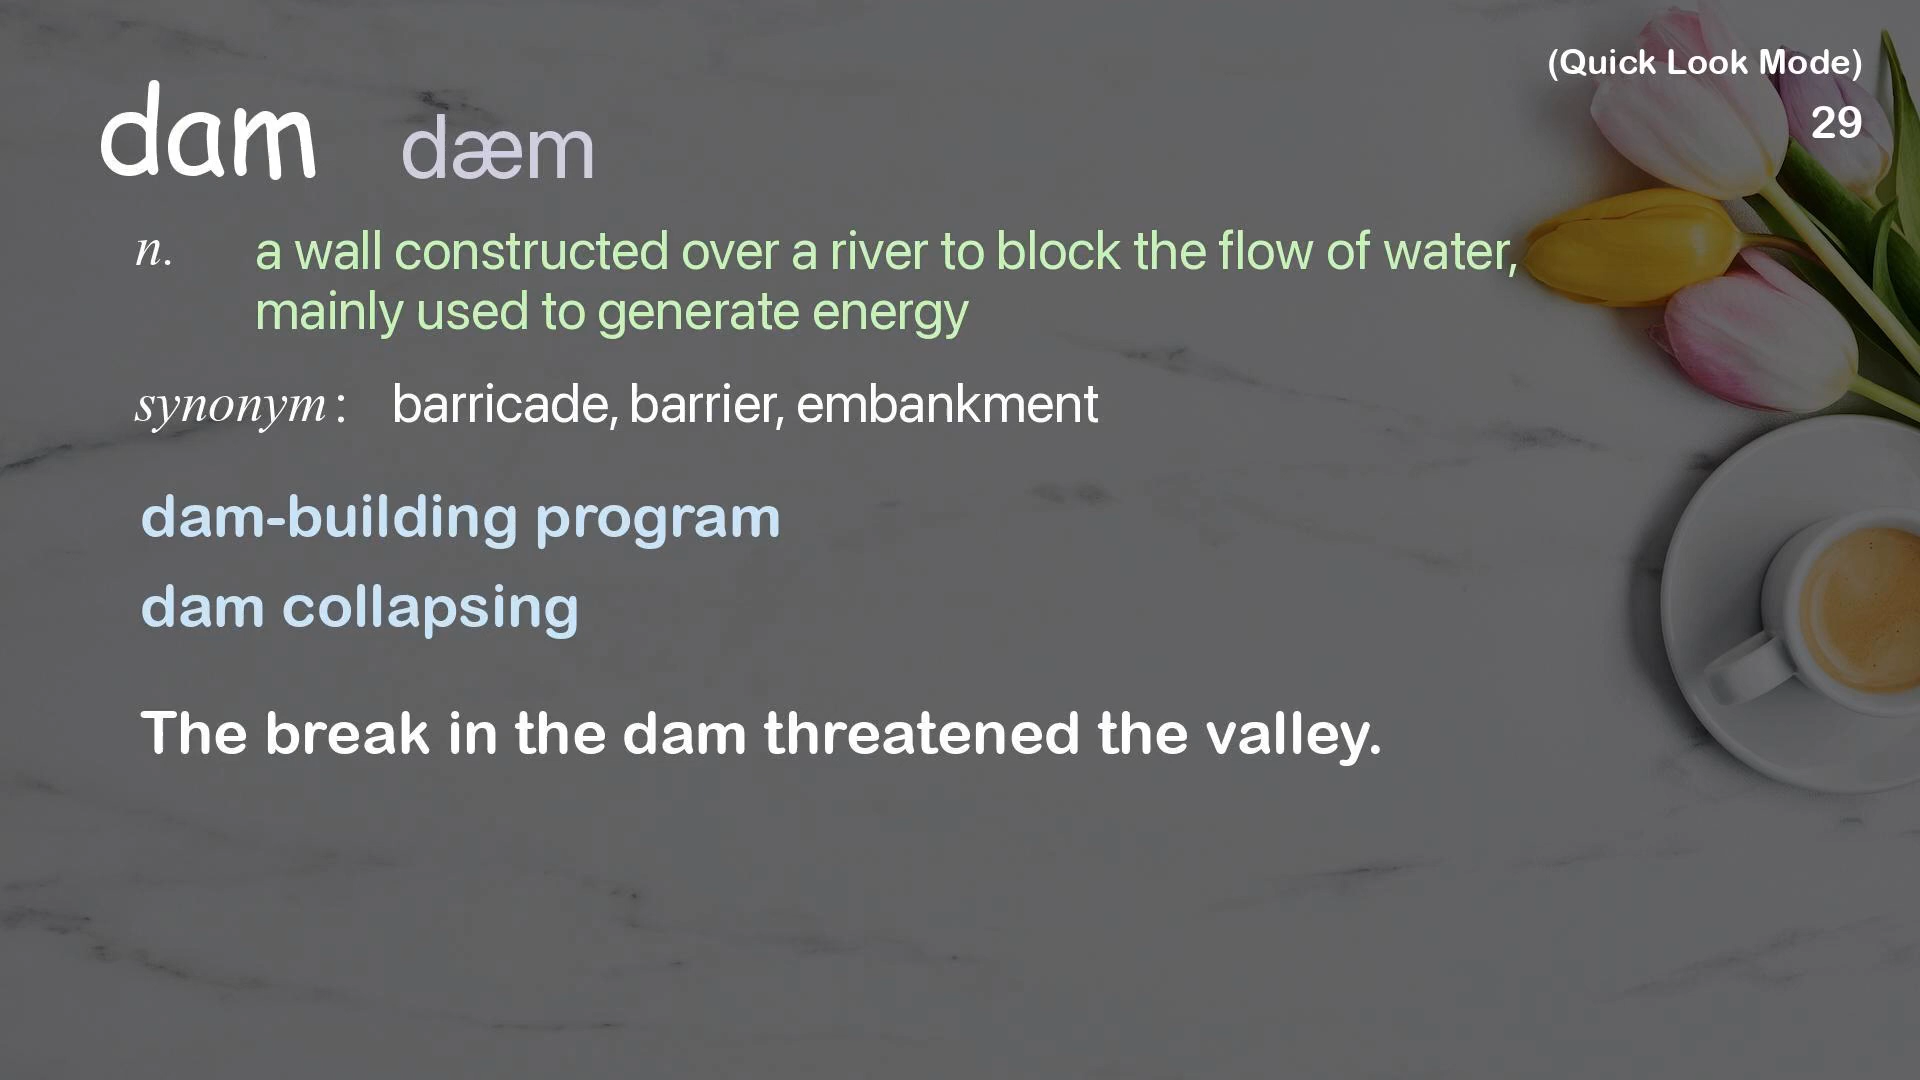 (Quick Look Mode)
29
dam dæm
n. a wall constructed over a river to block the flow of water,
mainly used to generate energy
synonym: barricade, barrier, embankment
dam-building program
dam collapsing
The break in the dam threatened the valley.